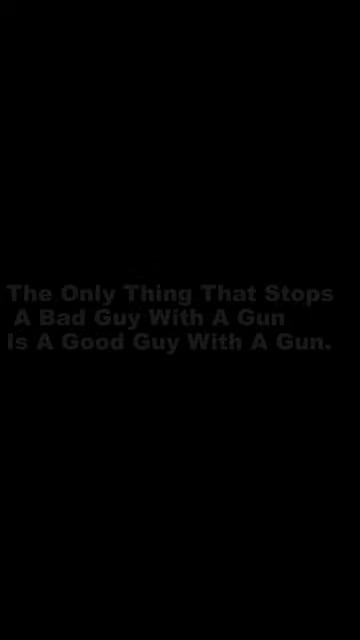 The Only Thing That Stops
A Bad Guy With A Gun
Is A Good Guy With A Gun.